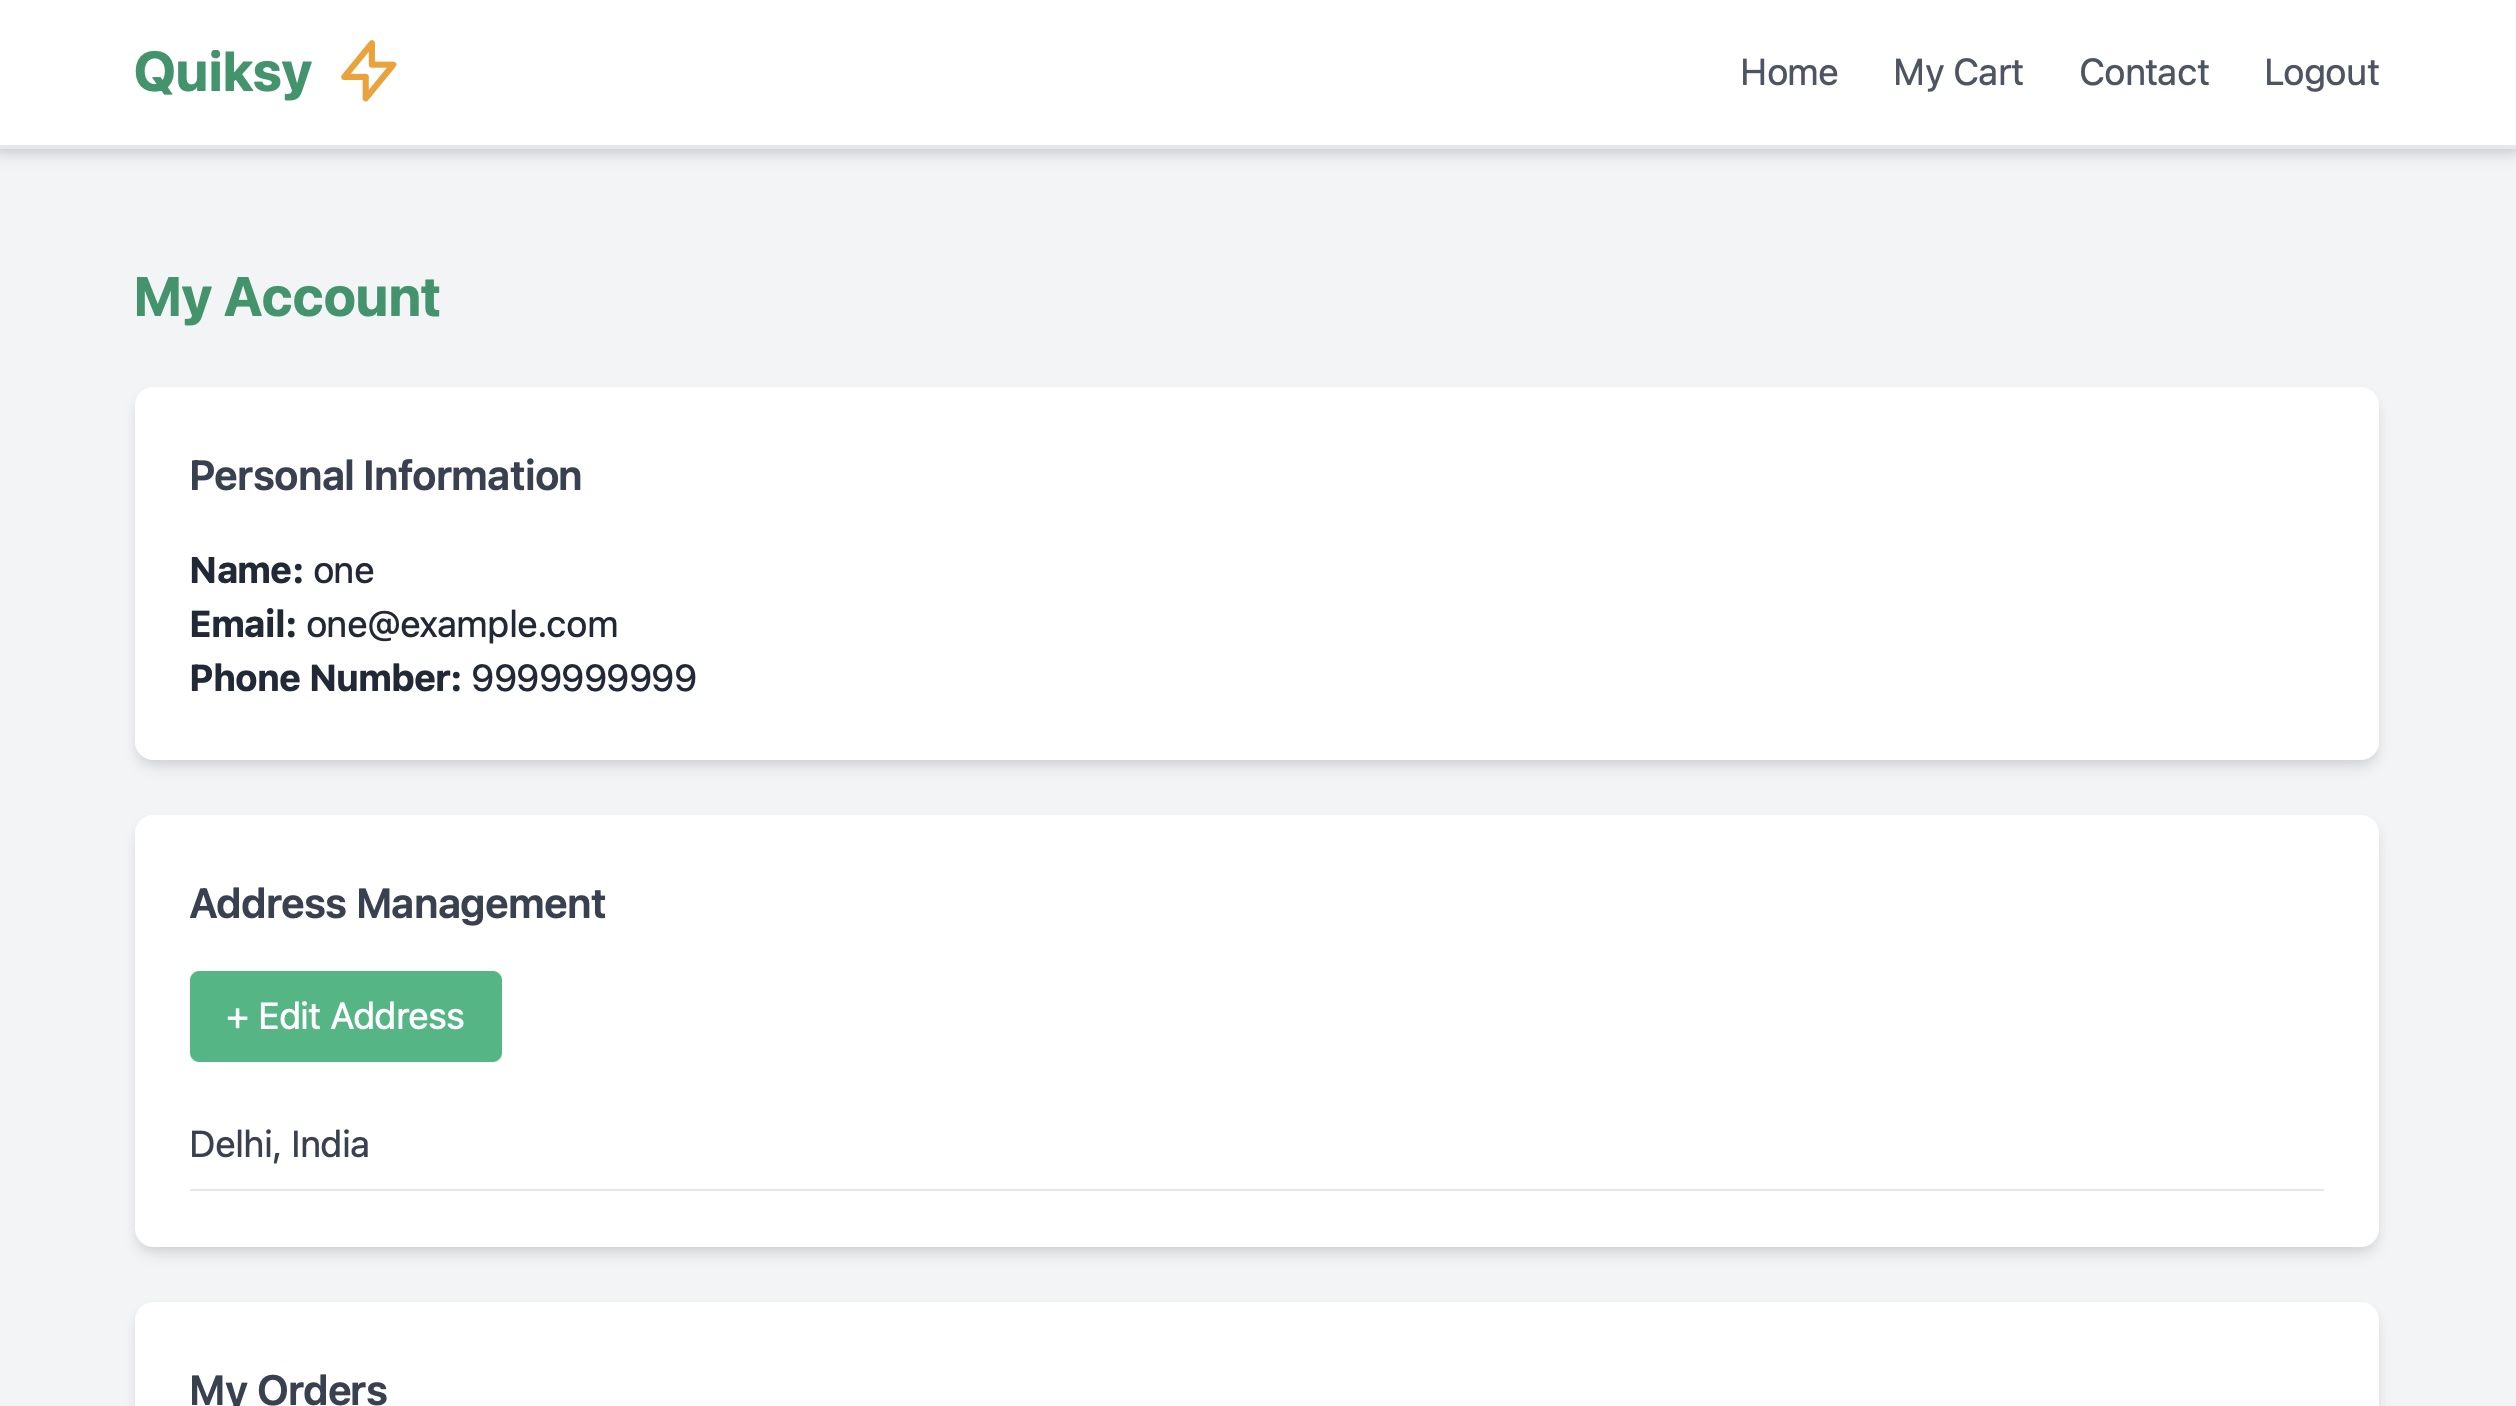 Quiksy
Home My Cart Contact Logout
My Account
Personal Information
Name: one
Email: one@example.com
Phone Number: 9999999999
Address Management
+ Edit Address
Delhi, India
My Orders